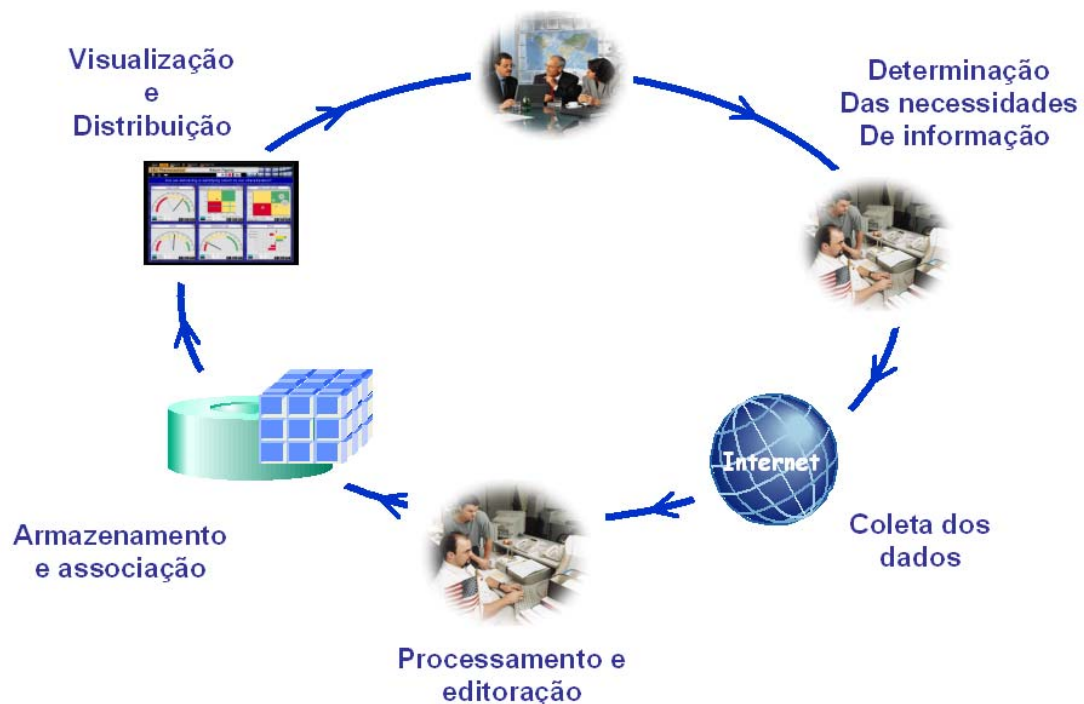 Visualização
e
Distribuição
Determinação
Das necessidades
De informação
Internet
Coleta dos
dados
Armazenamento
e associação
Processamento e
editoração